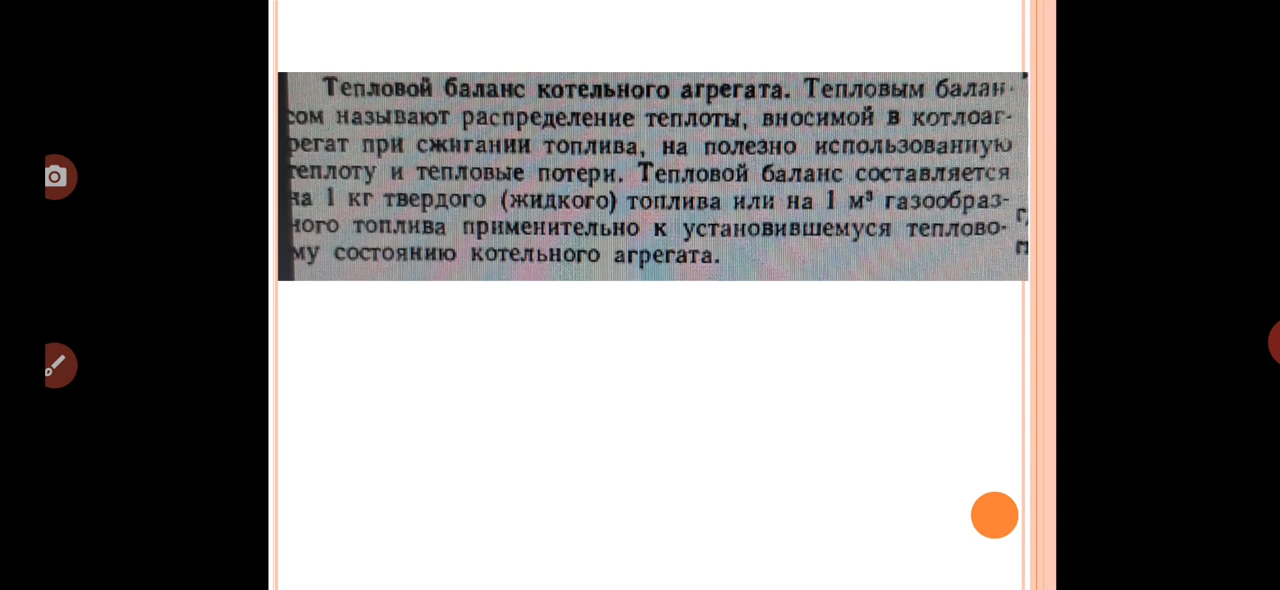 Тепловой баланс котельного агрегата. Тепловым балан-
сом называют распределение теплоты, вносимой в котлоаг-
регат при сжигании топлива, на полезно использованную
теплоту и тепловые потери. Тепловой баланс составляется
на 1 кг твердого (жидкого) топлива или на 1 м³ газообраз-
ного топлива применительно к установившемуся теплово-
му состоянию котельного агрегата.